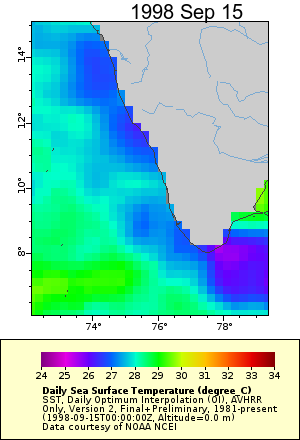 1998 Sep 15
14°
12°
10°
8°
74° 76° 78°
24 25 26 27 28 29 30 31 32 33 34
Daily Sea Surface Temperature (degree_C)
SST, Daily Optimum Interpolation (OI), AVHRR
Only, Version 2, Final+Preliminary, 1981-present
(1998-09-15T00:00:00Z, Altitude=0.0 m)
Data courtesy of NOAA NCEI